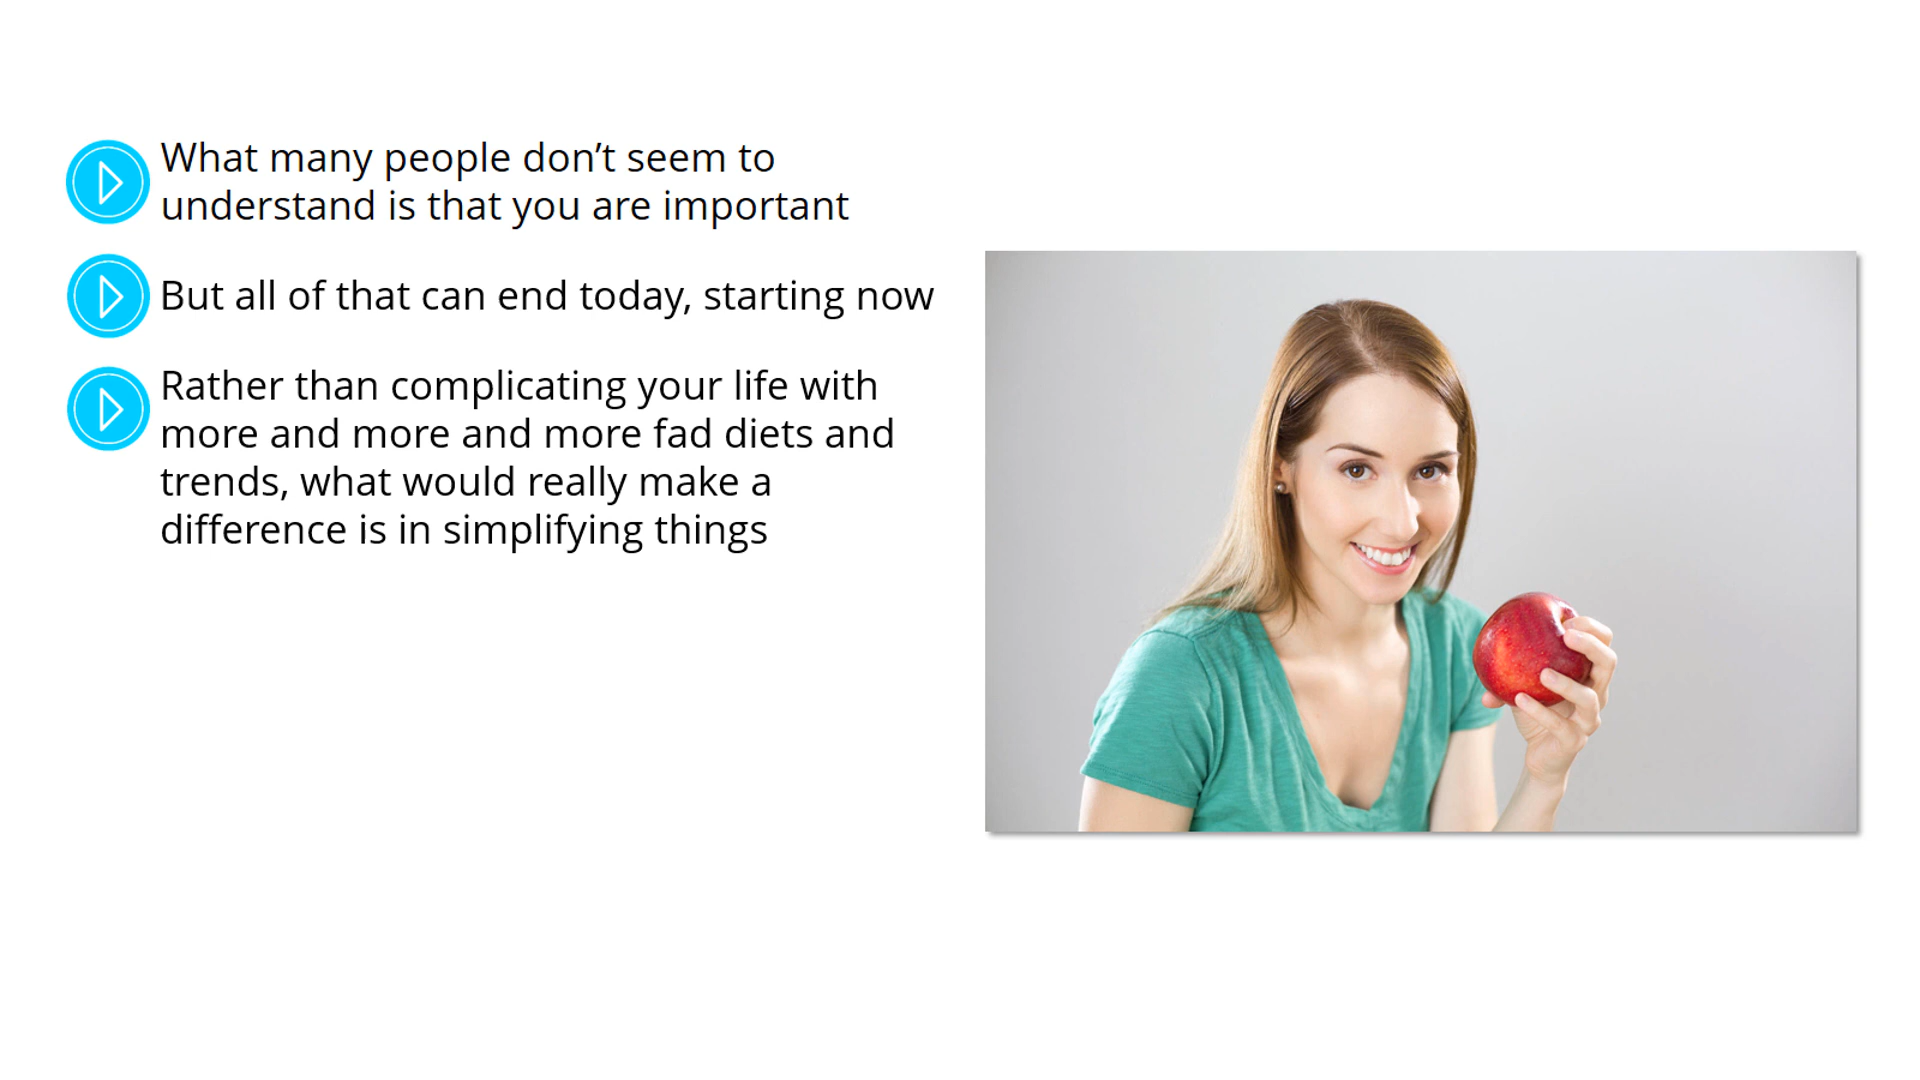 What many people don’t seem to
understand is that you are important
But all of that can end today, starting now
Rather than complicating your life with
more and more and more fad diets and
trends, what would really make a
difference is in simplifying things